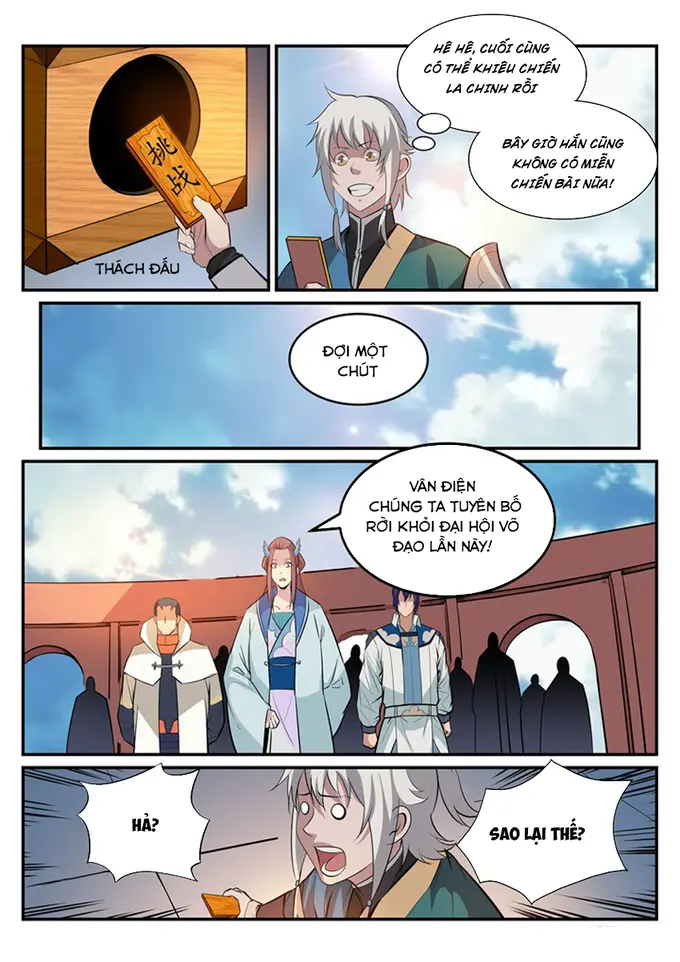 挑战
THÁCH ĐẤU
HÊ HÊ, CUỐI CÙNG
CÓ THỂ KHIÊU CHIẾN
LA CHINH RỒI
BÂY GIỜ HẮN CŨNG
KHÔNG CÓ MIỄN
CHIẾN BÀI NỮA!
ĐỢI MỘT
CHÚT
VÂN ĐIỆN
CHÚNG TA TUYÊN BỐ
RỜI KHỎI ĐẠI HỘI VÕ
ĐẠO LẦN NÀY!
HẢ?
SAO LẠI THẾ?